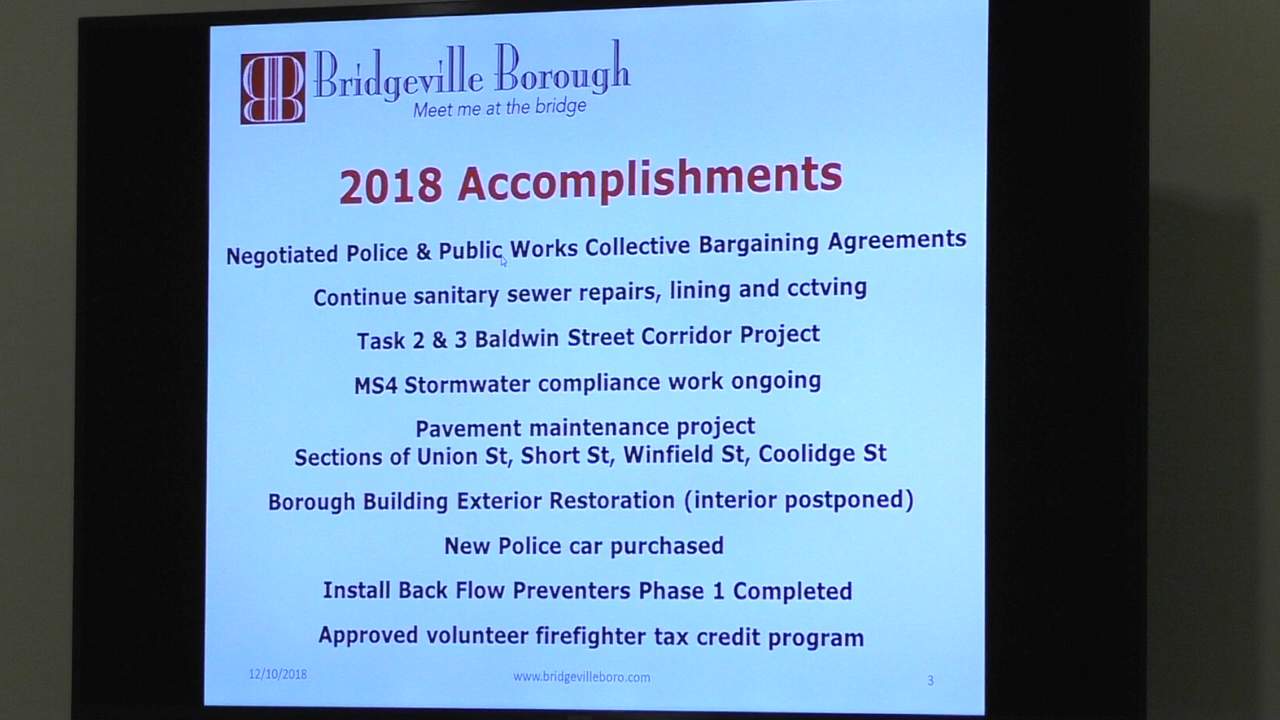 BB
Bridgeville Borough
Meet me at the bridge
2018 Accomplishments
Negotiated Police & Public Works Collective Bargaining Agreements
Continue sanitary sewer repairs, lining and cctving
Task 2 & 3 Baldwin Street Corridor Project
MS4 Stormwater compliance work ongoing
Pavement maintenance project
Sections of Union St, Short St, Winfield St, Coolidge St
Borough Building Exterior Restoration (interior postponed)
New Police car purchased
Install Back Flow Preventers Phase 1 Completed
Approved volunteer firefighter tax credit program
12/10/2018 www.bridgevilleboro.com 3